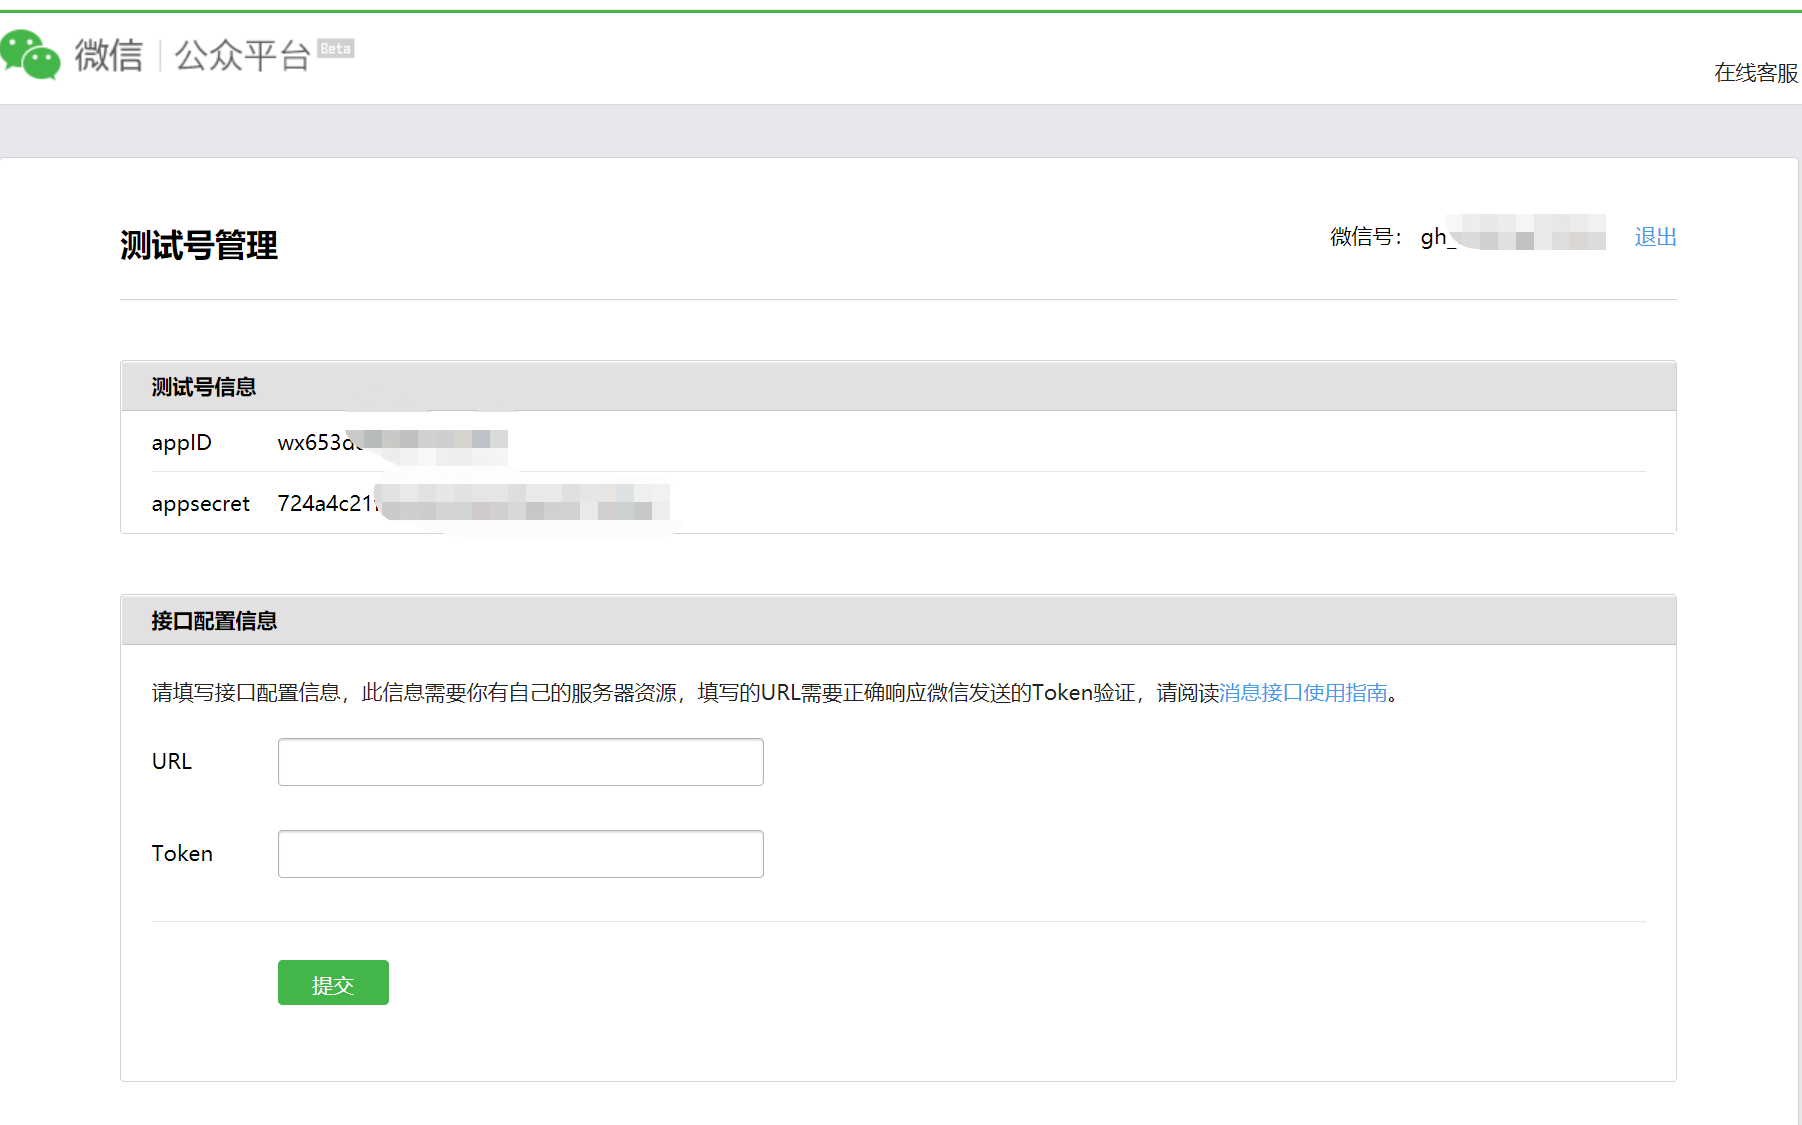 微信 | 公众平台 Beta
在线客服
测试号管理
微信号： gh_
退出
测试号信息
appID wx653d
appsecret 724a4c21
接口配置信息
请填写接口配置信息，此信息需要你有自己的服务器资源，填写的URL需要正确响应微信发送的Token验证，请阅读消息接口使用指南。
URL
Token
提交